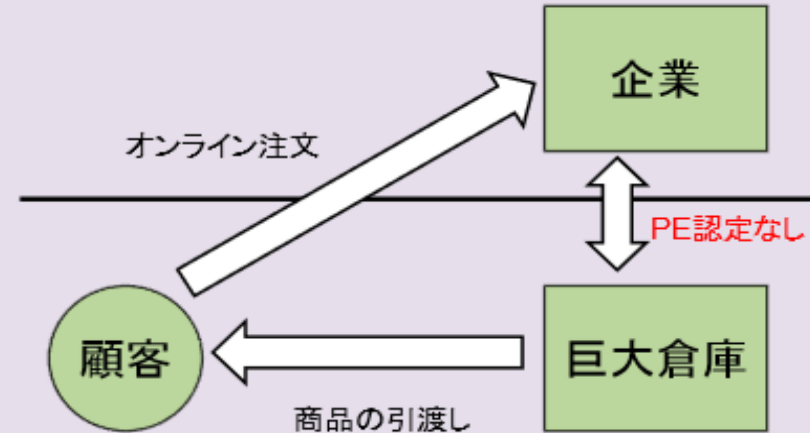 企業
オンライン注文
PE認定なし
顧客
巨大倉庫
商品の引渡し